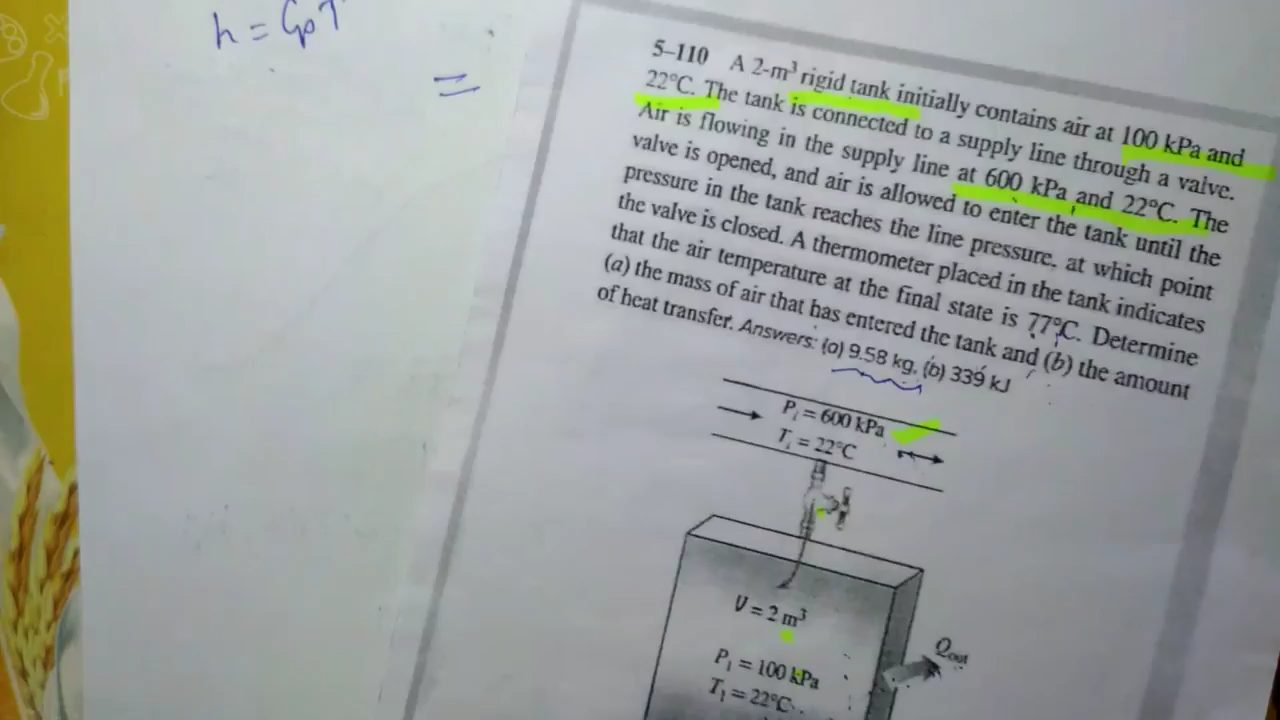 h = CpT
=
5–110 A 2-m³ rigid tank initially contains air at 100 kPa and
22°C. The tank is connected to a supply line through a valve.
Air is flowing in the supply line at 600 kPa and 22°C. The
valve is opened, and air is allowed to enter the tank until the
pressure in the tank reaches the line pressure, at which point
the valve is closed. A thermometer placed in the tank indicates
that the air temperature at the final state is 77°C. Determine
(a) the mass of air that has entered the tank and (b) the amount
of heat transfer. Answers: (a) 9.58 kg, (b) 339 kJ
Pᵢ = 600 kPa
Tᵢ = 22°C
V = 2 m³
P₁ = 100 kPa
T₁ = 22°C
Qout